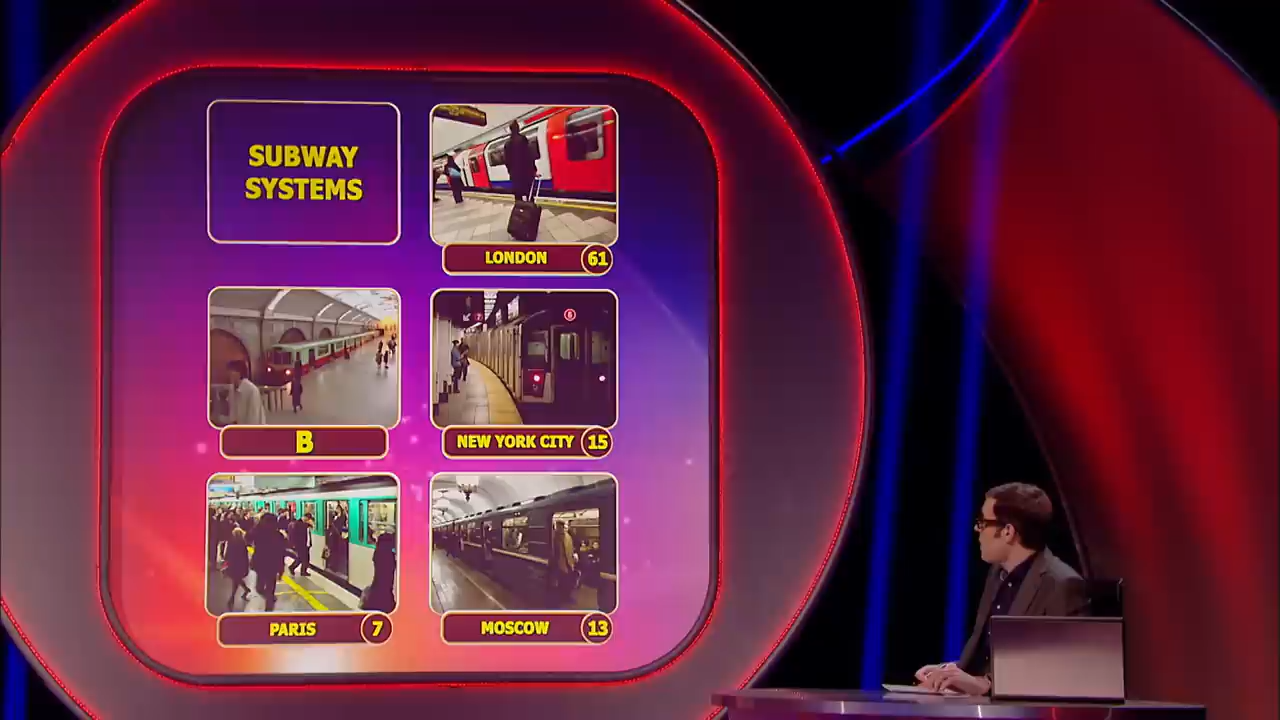 SUBWAY
SYSTEMS
LONDON 61
B
NEW YORK CITY 15
PARIS 7
MOSCOW 13